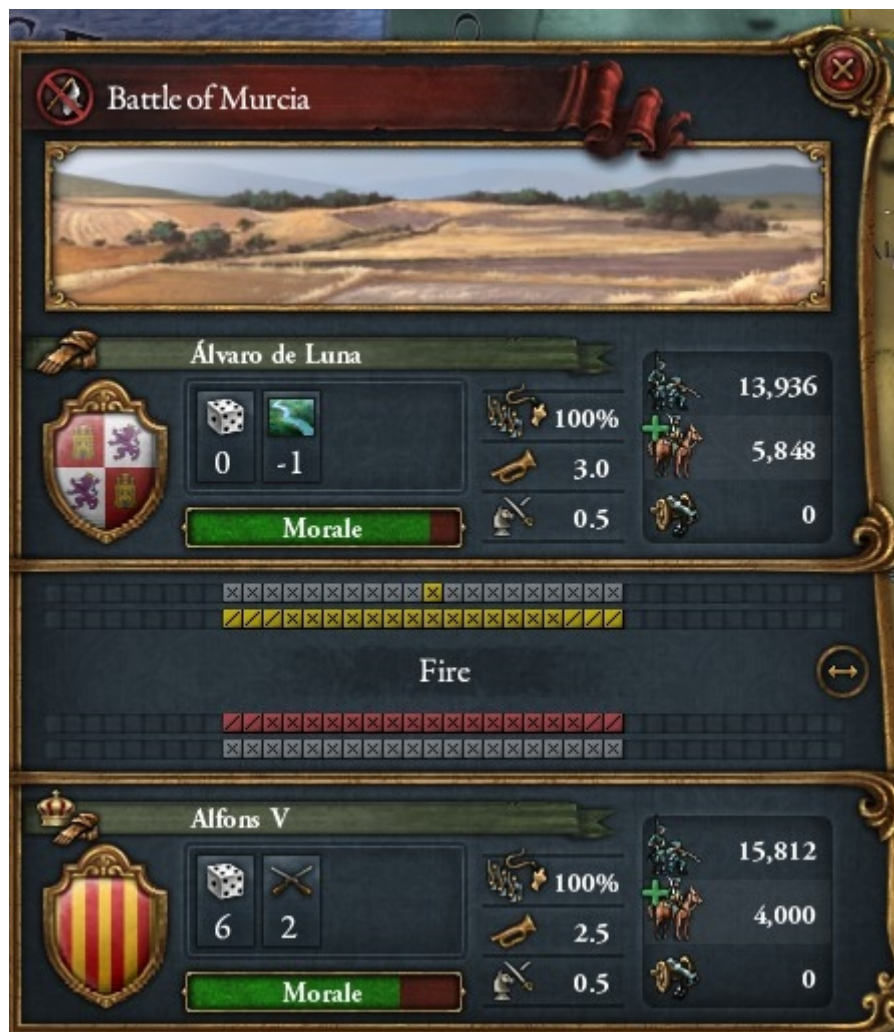 Battle of Murcia
Álvaro de Luna
13,936
100%
5,848
0
-1
3.0
Morale
0.5
0
Fire
Alfons V
15,812
100%
4,000
6
2
2.5
Morale
0.5
0